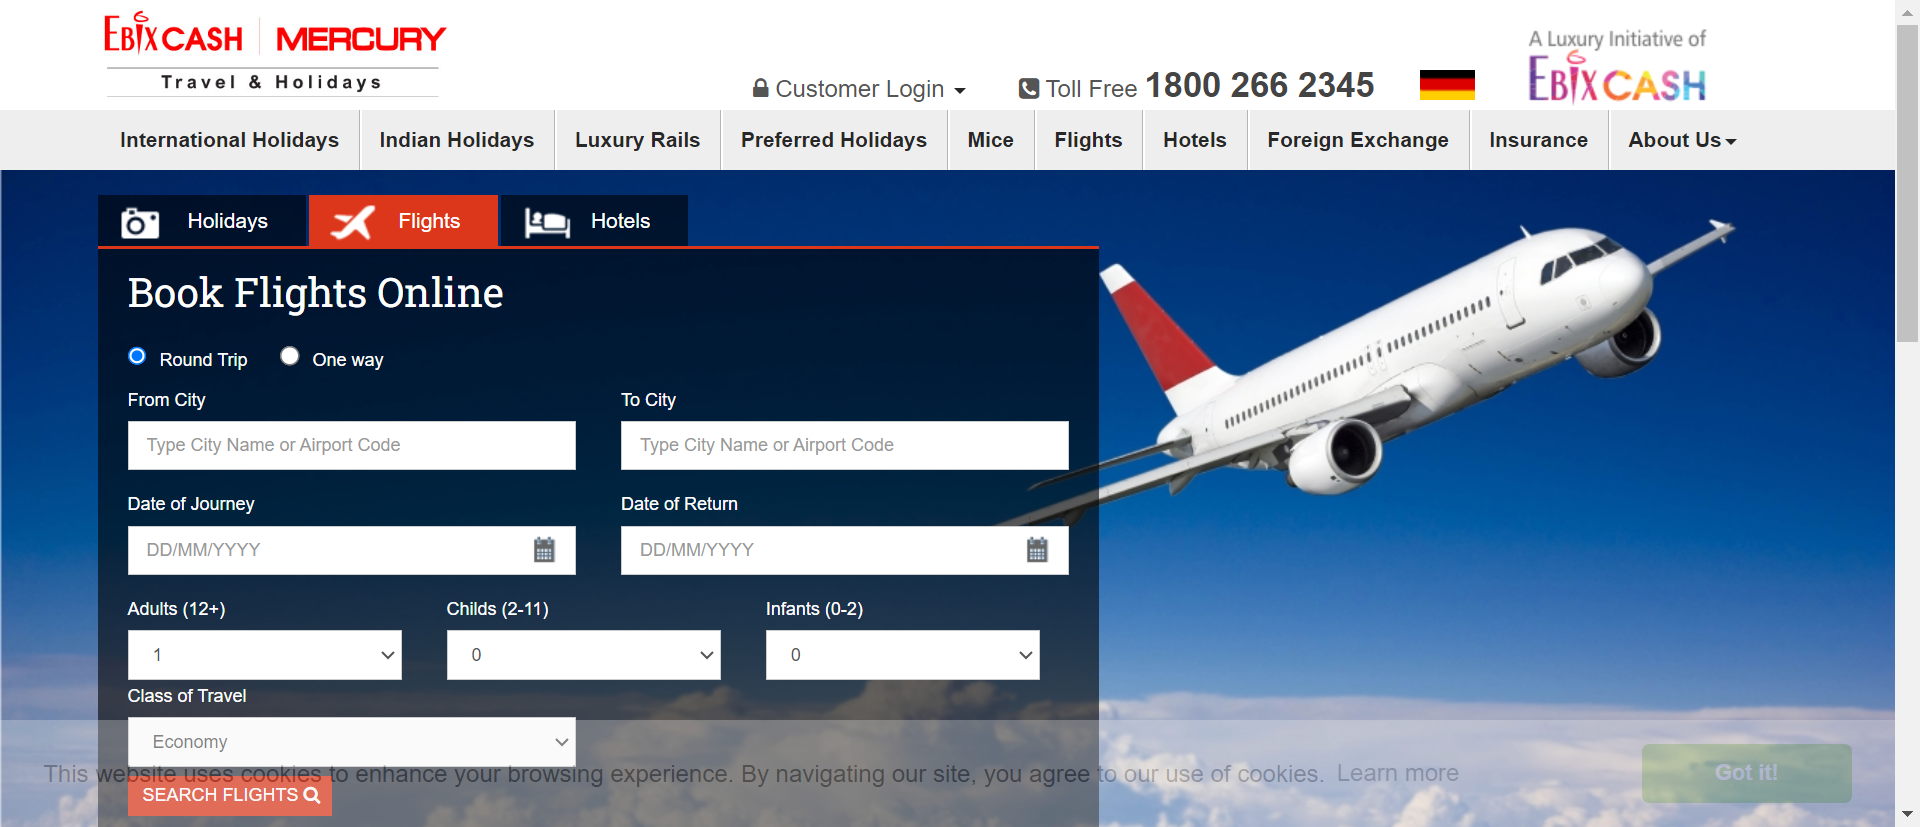 EBIXCASH MERCURY
Travel & Holidays
Customer Login
Toll Free 1800 266 2345
A Luxury Initiative of
EBIXCASH
International Holidays Indian Holidays Luxury Rails Preferred Holidays Mice Flights Hotels Foreign Exchange Insurance About Us
Holidays Flights Hotels
Book Flights Online
Round Trip One way
From City To City
Type City Name or Airport Code Type City Name or Airport Code
Date of Journey Date of Return
DD/MM/YYYY DD/MM/YYYY
Adults (12+) Childs (2-11) Infants (0-2)
1 0 0
Class of Travel
Economy
This website uses cookies to enhance your browsing experience. By navigating our site, you agree to our use of cookies. Learn more Got it!
SEARCH FLIGHTS